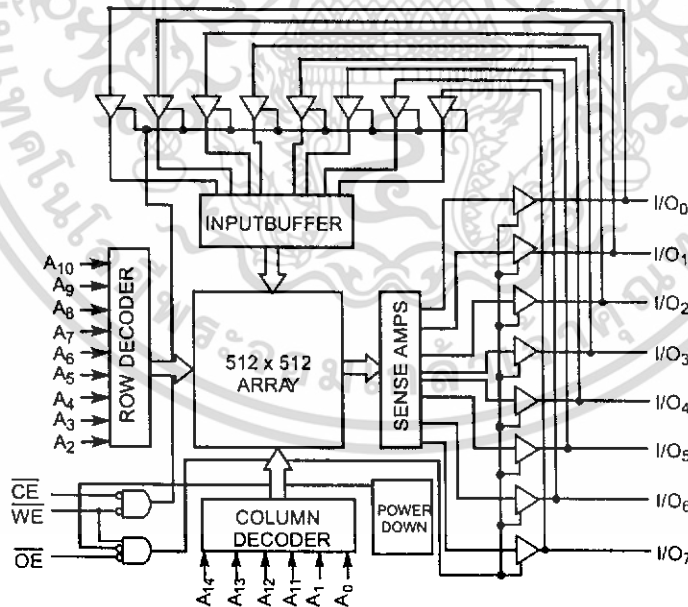 INPUTBUFFER
I/O0
I/O1
I/O2
I/O3
I/O4
I/O5
I/O6
I/O7
A10
A9
A8
A7
A6
A5
A4
A3
A2
ROW DECODER
512 x 512
ARRAY
SENSE AMPS
CE
WE
OE
COLUMN
DECODER
POWER
DOWN
A14
A13
A12
A11
A1
A0